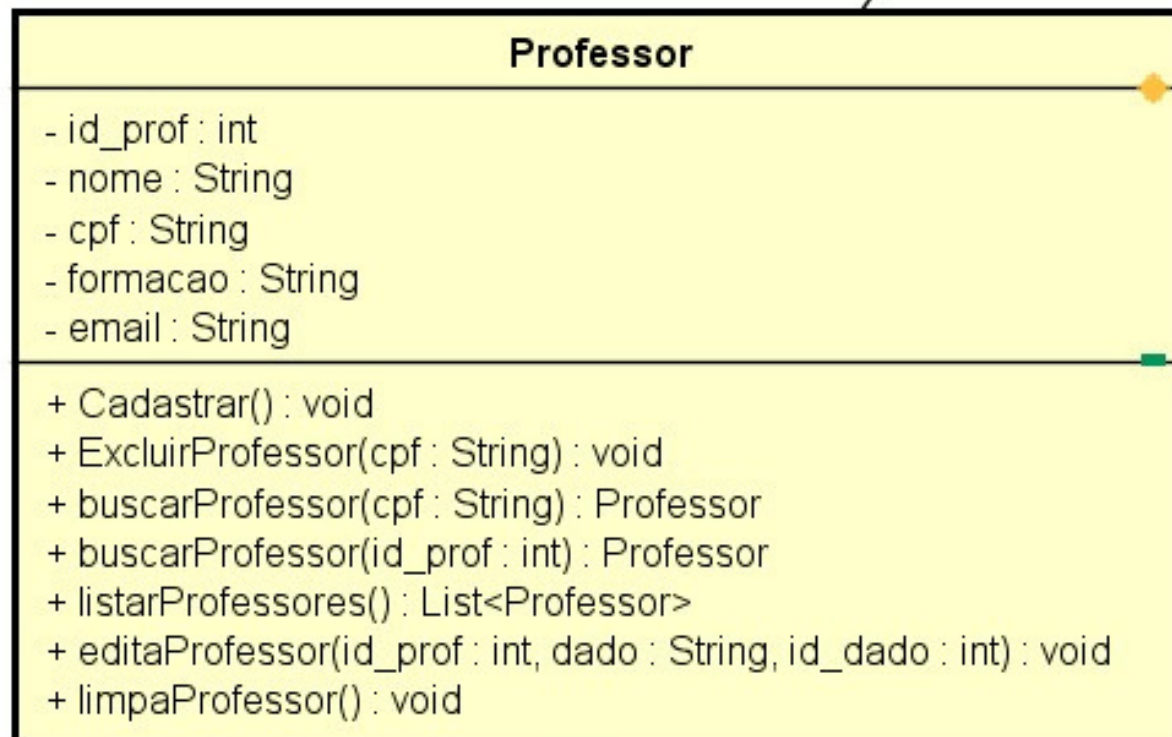 Professor
- id_prof : int
- nome : String
- cpf : String
- formacao : String
- email : String
+ Cadastrar() : void
+ ExcluirProfessor(cpf : String) : void
+ buscarProfessor(cpf : String) : Professor
+ buscarProfessor(id_prof : int) : Professor
+ listarProfessores() : List<Professor>
+ editaProfessor(id_prof : int, dado : String, id_dado : int) : void
+ limpaProfessor() : void